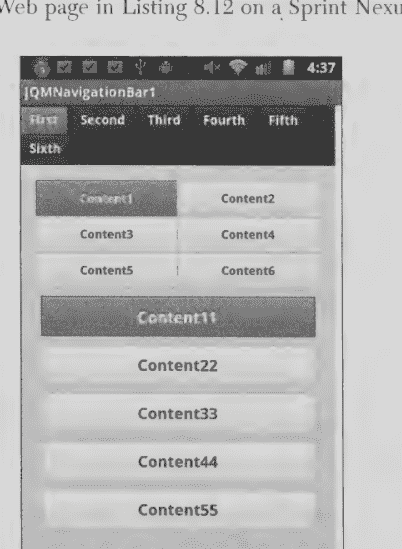 Web page in Listing 8.12 on a Sprint Nexu
4:37
JQMNavigationBar1
First Second Third Fourth Fifth
Sixth
Content1 Content2
Content3 Content4
Content5 Content6
Content11
Content22
Content33
Content44
Content55